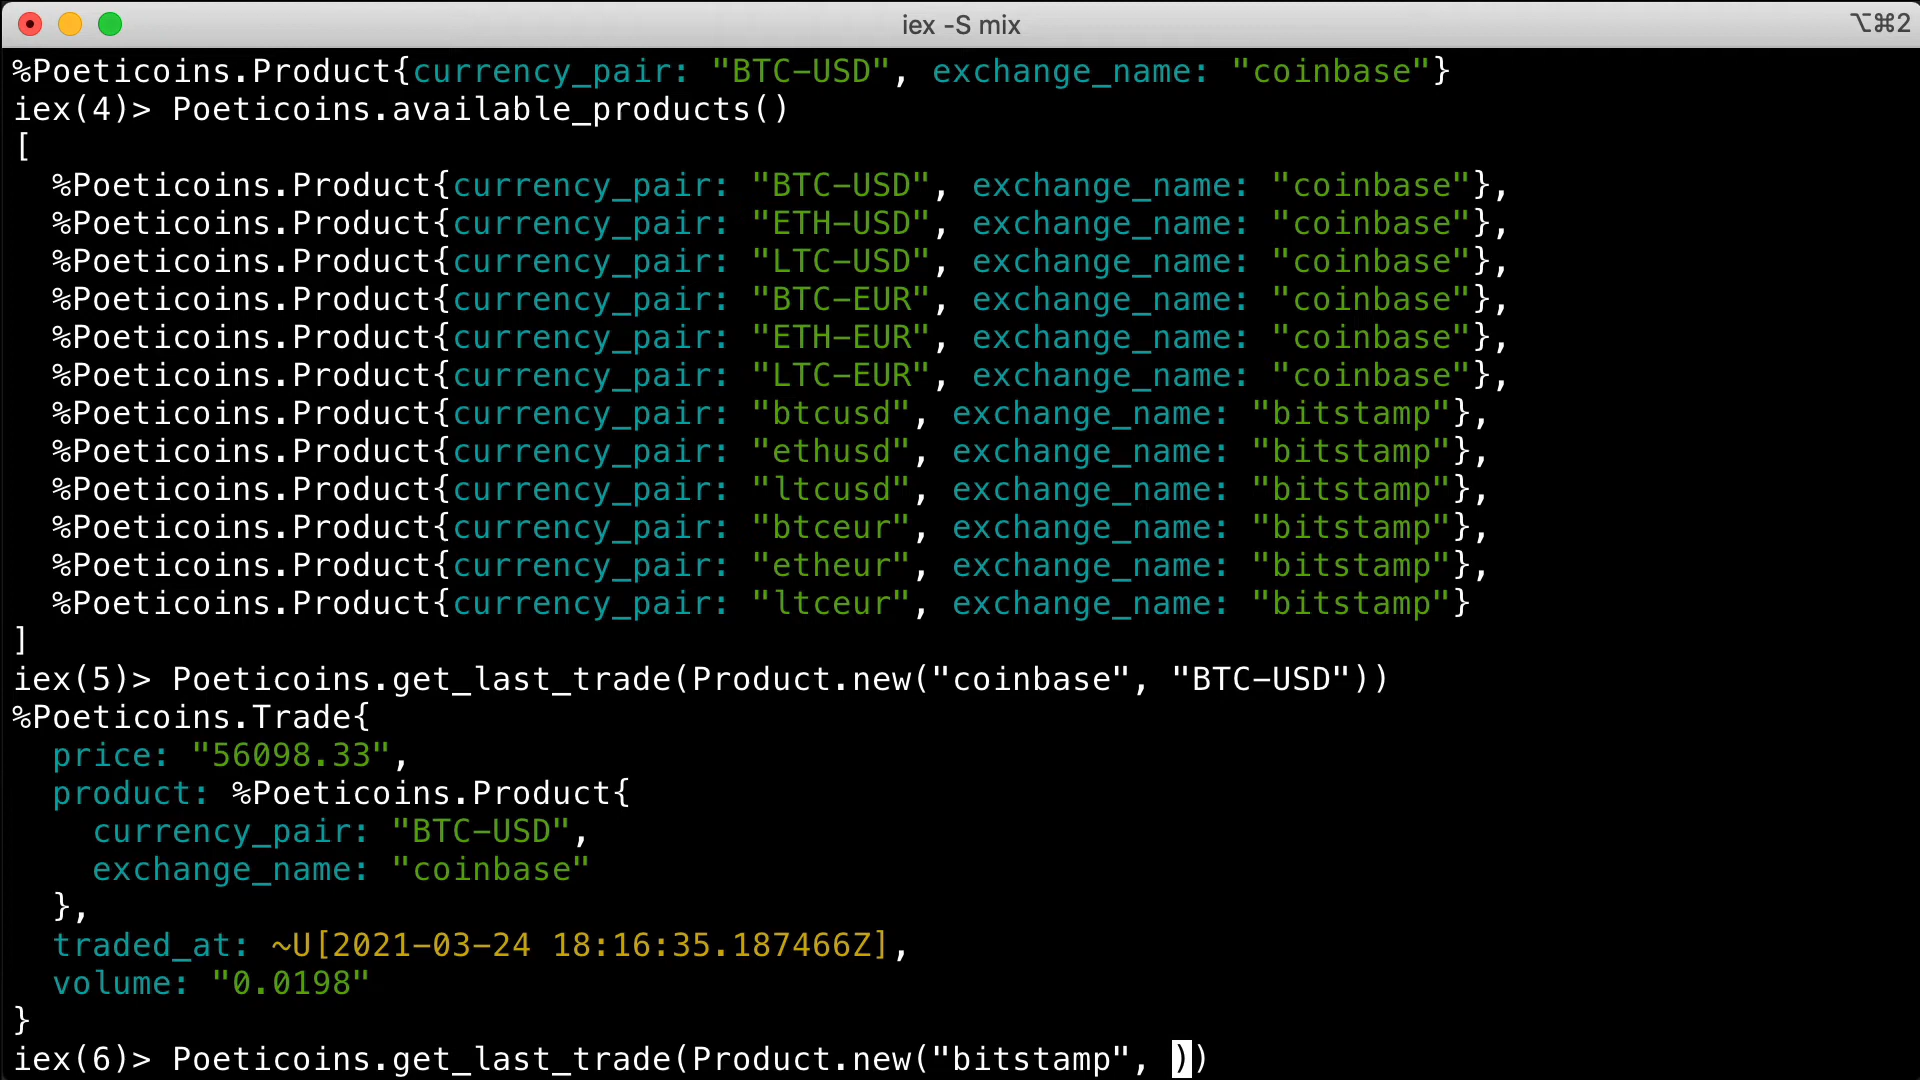 iex -S mix
⌥⌘2
%Poeticoins.Product{currency_pair: "BTC-USD", exchange_name: "coinbase"}
iex(4)> Poeticoins.available_products()
[
  %Poeticoins.Product{currency_pair: "BTC-USD", exchange_name: "coinbase"},
  %Poeticoins.Product{currency_pair: "ETH-USD", exchange_name: "coinbase"},
  %Poeticoins.Product{currency_pair: "LTC-USD", exchange_name: "coinbase"},
  %Poeticoins.Product{currency_pair: "BTC-EUR", exchange_name: "coinbase"},
  %Poeticoins.Product{currency_pair: "ETH-EUR", exchange_name: "coinbase"},
  %Poeticoins.Product{currency_pair: "LTC-EUR", exchange_name: "coinbase"},
  %Poeticoins.Product{currency_pair: "btcusd", exchange_name: "bitstamp"},
  %Poeticoins.Product{currency_pair: "ethusd", exchange_name: "bitstamp"},
  %Poeticoins.Product{currency_pair: "ltcusd", exchange_name: "bitstamp"},
  %Poeticoins.Product{currency_pair: "btceur", exchange_name: "bitstamp"},
  %Poeticoins.Product{currency_pair: "etheur", exchange_name: "bitstamp"},
  %Poeticoins.Product{currency_pair: "ltceur", exchange_name: "bitstamp"}
]
iex(5)> Poeticoins.get_last_trade(Product.new("coinbase", "BTC-USD"))
%Poeticoins.Trade{
  price: "56098.33",
  product: %Poeticoins.Product{
    currency_pair: "BTC-USD",
    exchange_name: "coinbase"
  },
  traded_at: ~U[2021-03-24 18:16:35.187466Z],
  volume: "0.0198"
}
iex(6)> Poeticoins.get_last_trade(Product.new("bitstamp", ))